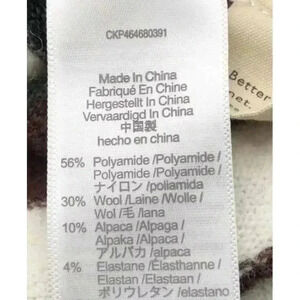 CKP464680391
Made In China
Fabriqué En Chine
Hergestellt In China
Vervaardigd In China
中国製
hecho en china
56% Polyamide /Polyamide /
Polyamide /Polyamide /
ナイロン /poliamida
30% Wool /Laine /Wolle /
Wol /毛 /lana
10% Alpaca /Alpaga /
Alpaka /Alpaca /
アルパカ /alpaca
4% Elastane /Élasthanne /
Elastan /Elastaan /
ポリウレタン /elastano
Better
net.